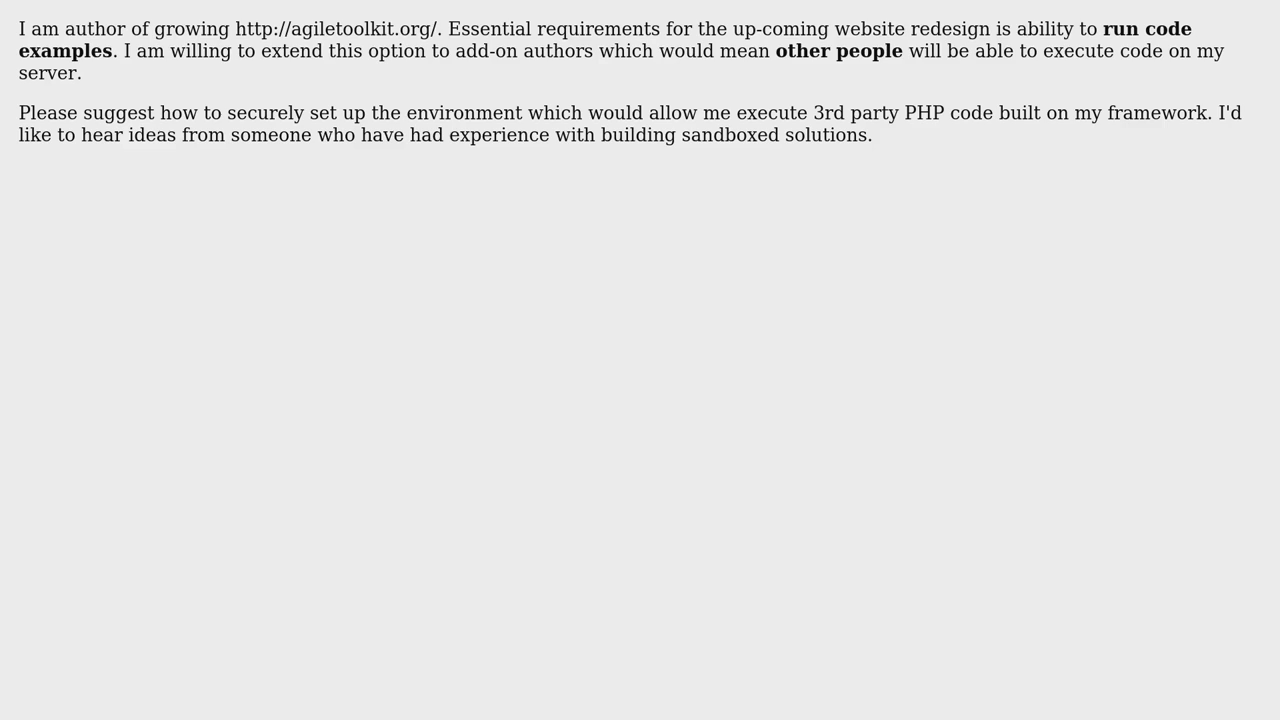 I am author of growing http://agiletoolkit.org/. Essential requirements for the up-coming website redesign is ability to run code
examples. I am willing to extend this option to add-on authors which would mean other people will be able to execute code on my
server.
Please suggest how to securely set up the environment which would allow me execute 3rd party PHP code built on my framework. I'd
like to hear ideas from someone who have had experience with building sandboxed solutions.